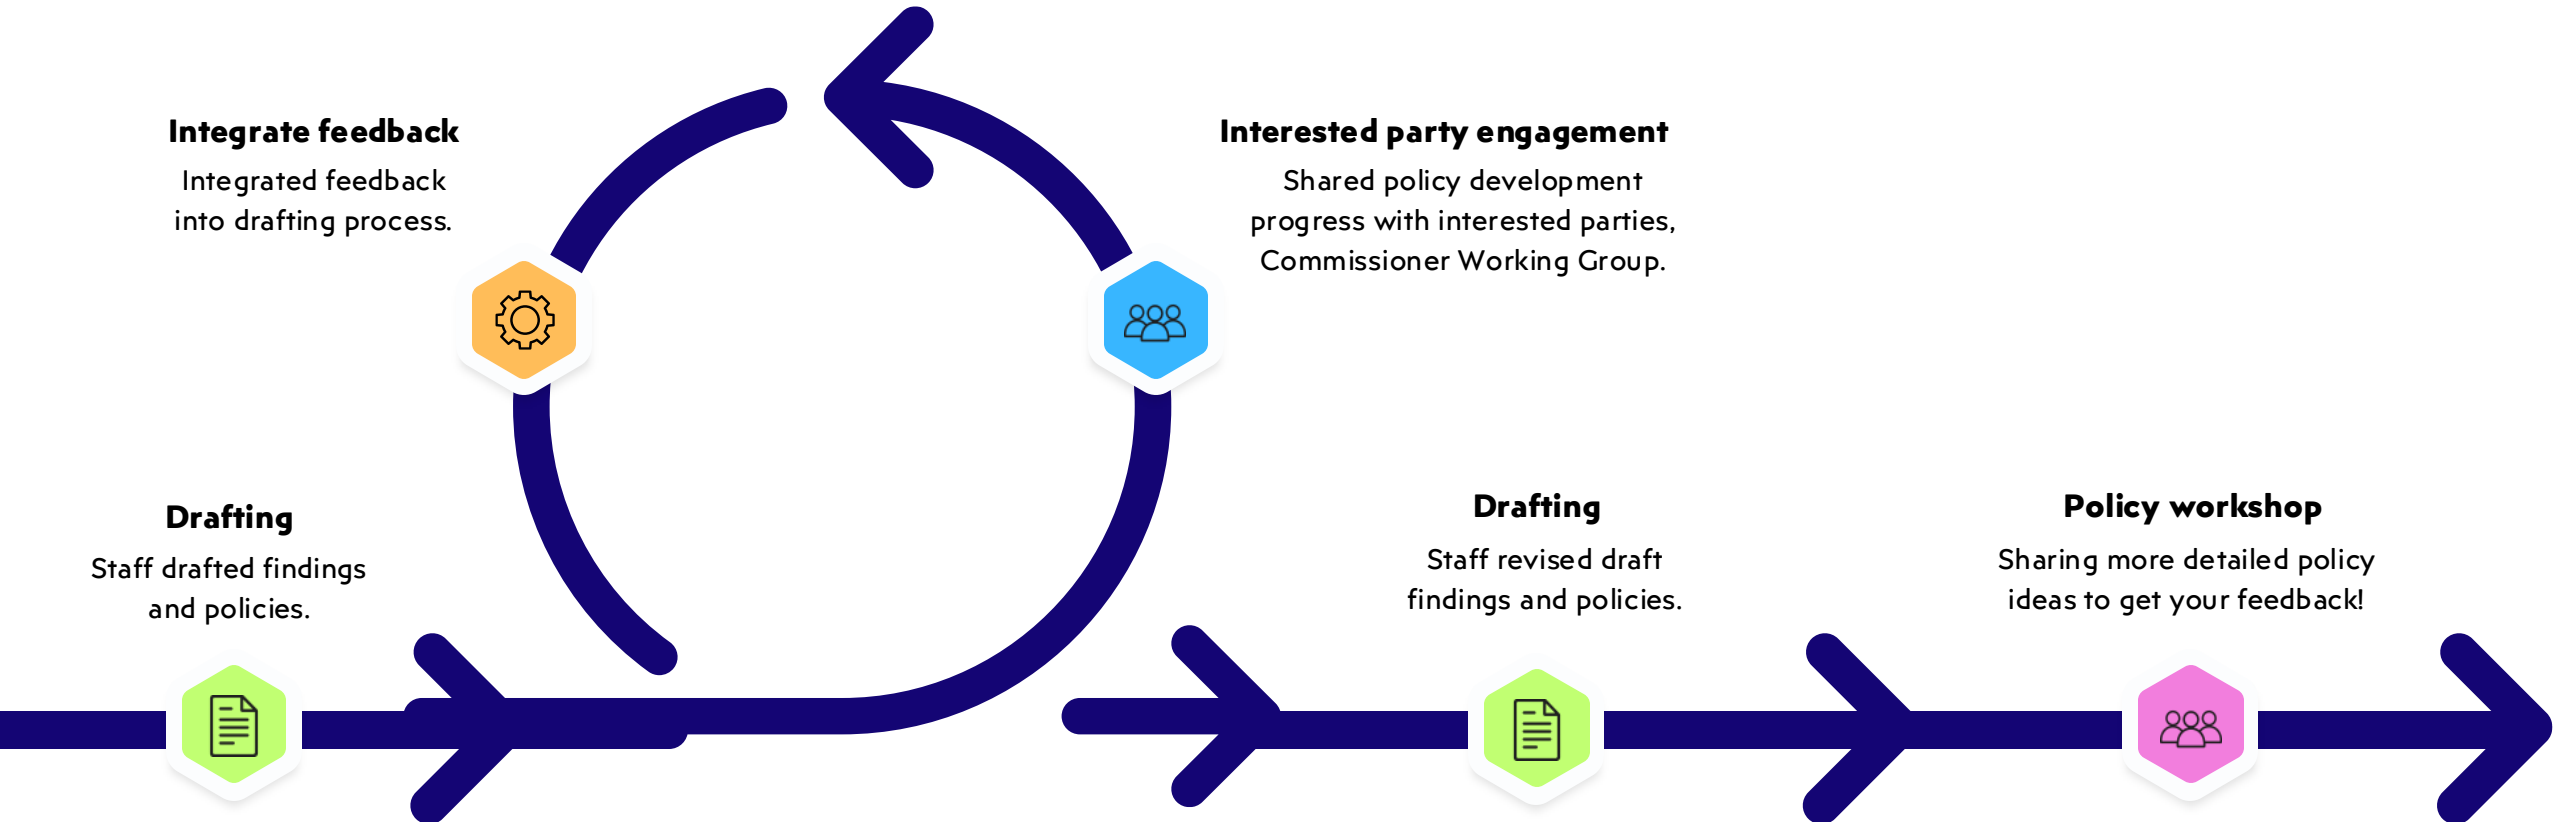 Integrate feedback
Integrated feedback
into drafting process.
Interested party engagement
Shared policy development
progress with interested parties,
Commissioner Working Group.
Drafting
Staff drafted findings
and policies.
Drafting
Staff revised draft
findings and policies.
Policy workshop
Sharing more detailed policy
ideas to get your feedback!